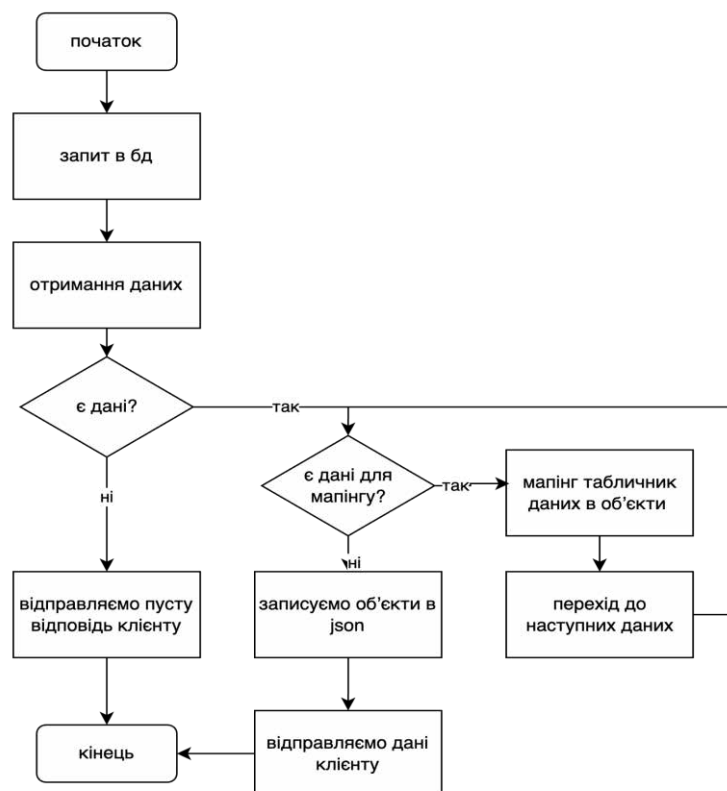 початок
запит в бд
отримання даних
є дані?
так
ні
є дані для
мапінгу?
так
мапінг табличник
даних в об'єкти
ні
відправляємо пусту
відповідь клієнту
записуємо об'єкти в
json
перехід до
наступних даних
кінець
відправляємо дані
клієнту